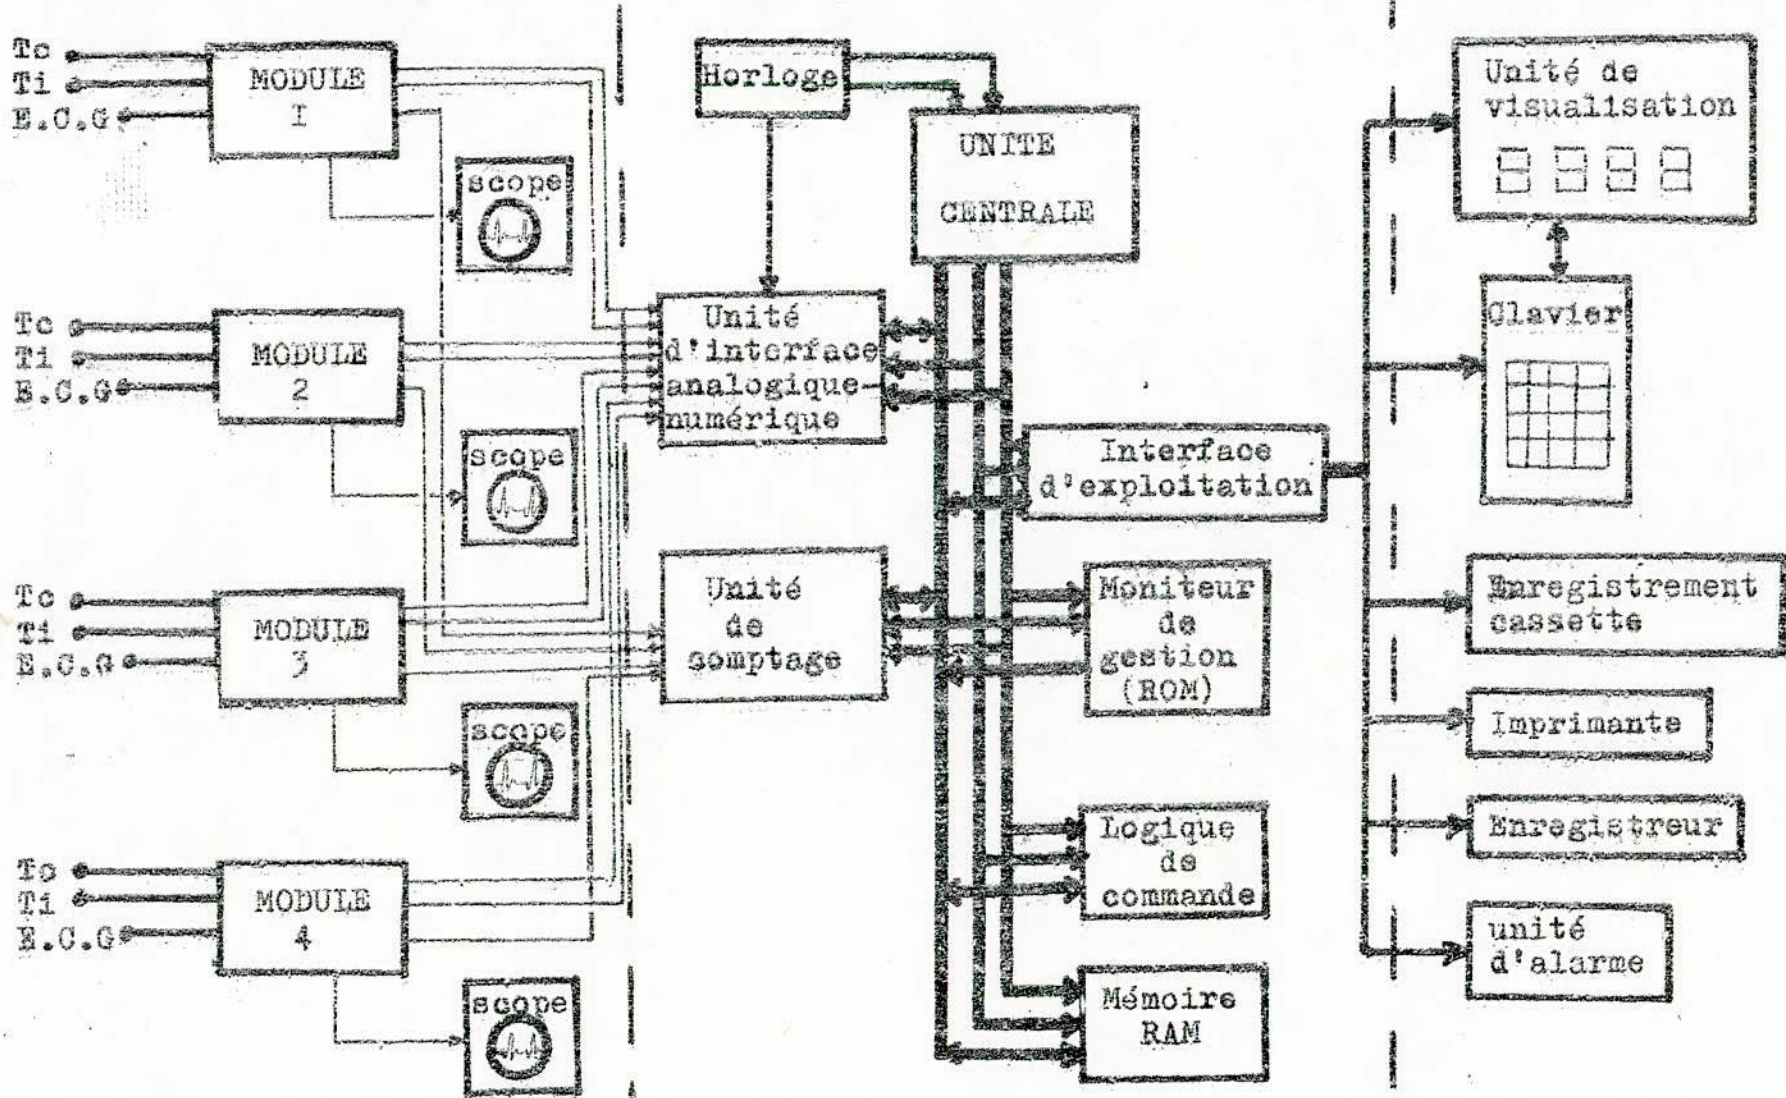 Tc
Ti
E.C.G
MODULE
1
scope
Tc
Ti
E.C.G
MODULE
2
scope
Tc
Ti
E.C.G
MODULE
3
scope
Tc
Ti
E.C.G
MODULE
4
scope
Horloge
UNITE
CENTRALE
Unité
d'interface
analogique-
numérique
Unité
de
comptage
Interface
d'exploitation
Moniteur
de
gestion
(ROM)
Logique
de
commande
Mémoire
RAM
Unité de
visualisation
Clavier
Enregistrement
cassette
Imprimante
Enregistreur
unité
d'alarme